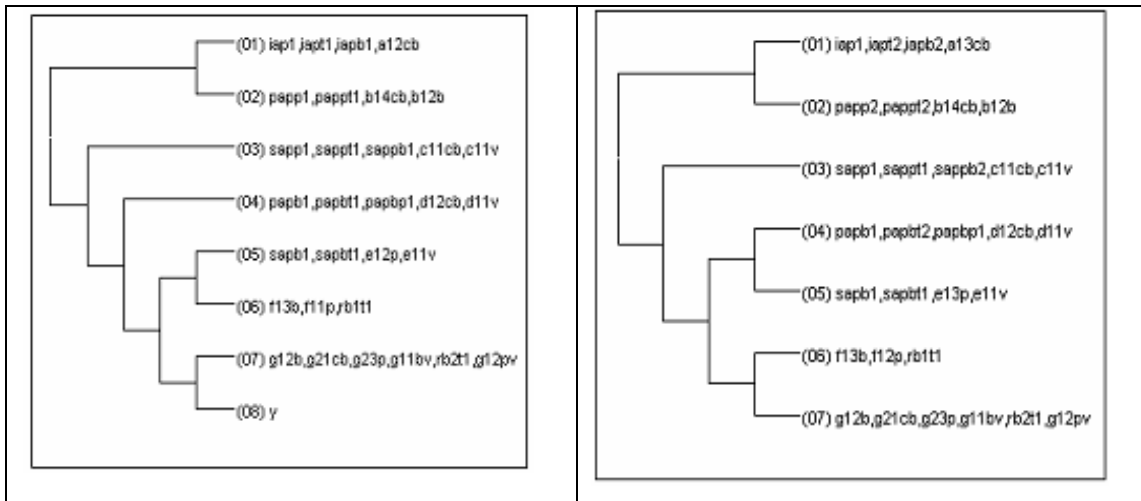 (01) iap1,iapt1,iapb1,a12cb
(02) papp1,pappt1,b14cb,b12b
(03) sapp1,sappt1,sappb1,c11cb,c11v
(04) papb1,papbt1,papbp1,d12cb,d11v
(05) sapb1,sapbt1,e12p,e11v
(06) f13b,f11p,rb1t1
(07) g12b,g21cb,g23p,g11bv,rb2t1,g12pv
(08) y
(01) iap1,iapt2,iapb2,a13cb
(02) papp2,pappt2,b14cb,b12b
(03) sapp1,sappt1,sappb2,c11cb,c11v
(04) papb1,papbt2,papbp1,d12cb,d11v
(05) sapb1,sapbt1,e13p,e11v
(06) f13b,f12p,rb1t1
(07) g12b,g21cb,g23p,g11bv,rb2t1,g12pv